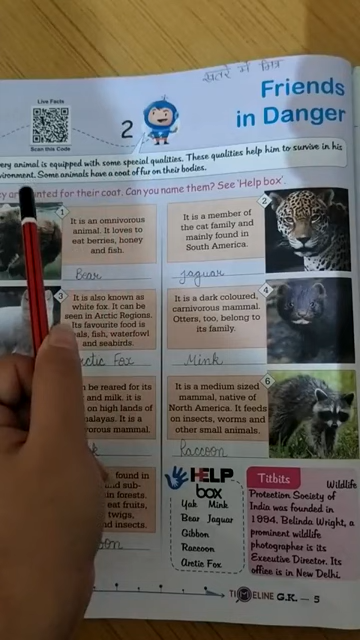 खतरे में मित्र
Friends
in Danger
Live Facts
Scan this Code
2
very animal is equipped with some special qualities. These qualities help him to survive in his
vironment. Some animals have a coat of fur on their bodies.
for their coat. Can you name them? See 'Help box'.
1
It is an omnivorous
animal. It loves to
eat berries, honey
and fish.
Bear
2
It is a member of
the cat family and
mainly found in
South America.
Jaguar
3
It is also known as
white fox. It can be
seen in Arctic Regions.
Its favourite food is
als, fish, waterfowl
and seabirds.
rctic Fox
4
It is a dark coloured,
carnivorous mammal.
Otters, too, belong to
its family.
Mink
n be reared for its
and milk. it is
on high lands of
alayas. It is a
orous mammal.
k
6
It is a medium sized
mammal, native of
North America. It feeds
on insects, worms and
other small animals.
Raccoon
found in
d sub-
in forests.
eat fruits,
twigs,
nd insects.
on
HELP
box
Yak Mink
Bear Jaguar
Gibbon
Raccoon
Arctic Fox
Titbits
Wildlife
Protection Society of
India was founded in
1994. Belinda Wright, a
prominent wildlife
photographer is its
Executive Director. Its
office is in New Delhi.
TIMELINE G.K. - 5